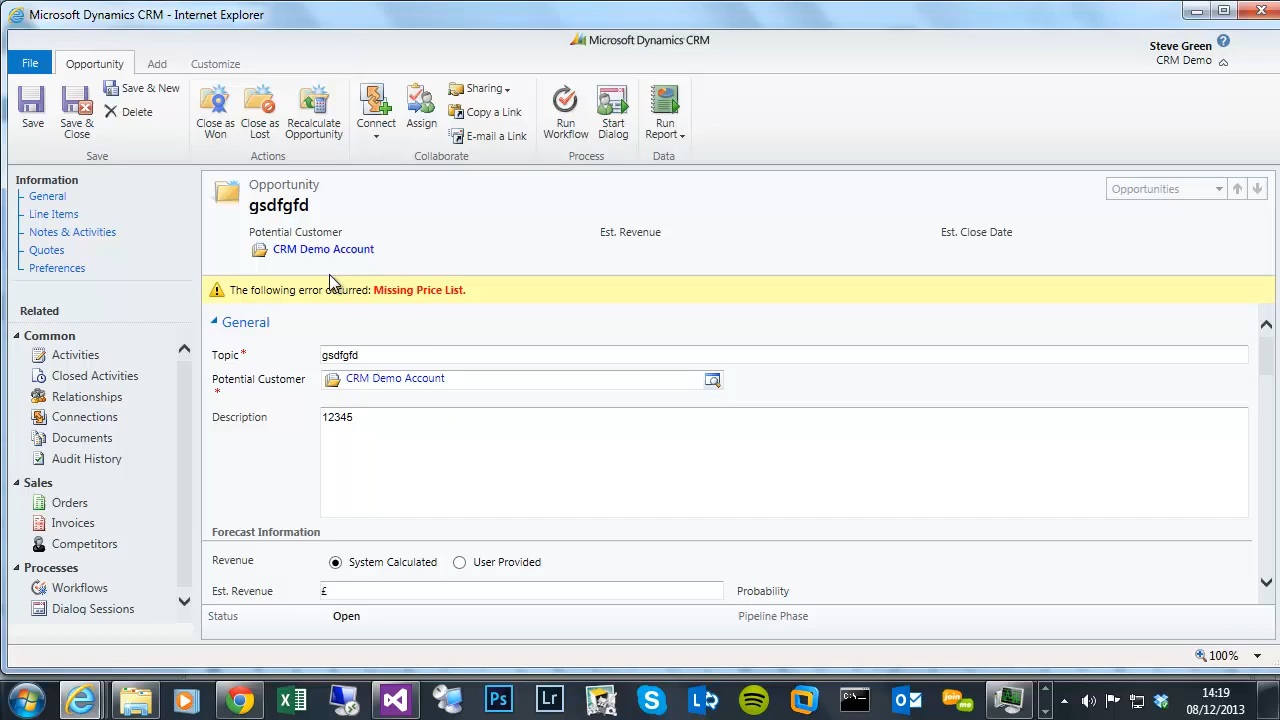 Microsoft Dynamics CRM - Internet Explorer
Microsoft Dynamics CRM
Steve Green
CRM Demo
File
Opportunity
Add
Customize
Save
Save & Close
Save & New
Delete
Close as Won
Close as Lost
Recalculate Opportunity
Connect
Assign
Sharing
Copy a Link
E-mail a Link
Run Workflow
Start Dialog
Run Report
Save
Actions
Collaborate
Process
Data
Information
General
Line Items
Notes & Activities
Quotes
Preferences
Related
Common
Activities
Closed Activities
Relationships
Connections
Documents
Audit History
Sales
Orders
Invoices
Competitors
Processes
Workflows
Dialog Sessions
Opportunity
gsdfgfd
Opportunities
Potential Customer
Est. Revenue
Est. Close Date
CRM Demo Account
The following error occurred: Missing Price List.
General
Topic *
gsdfgfd
Potential Customer *
CRM Demo Account
Description
12345
Forecast Information
Revenue
System Calculated
User Provided
Est. Revenue
£
Probability
Status
Open
Pipeline Phase
100%
14:19
08/12/2013